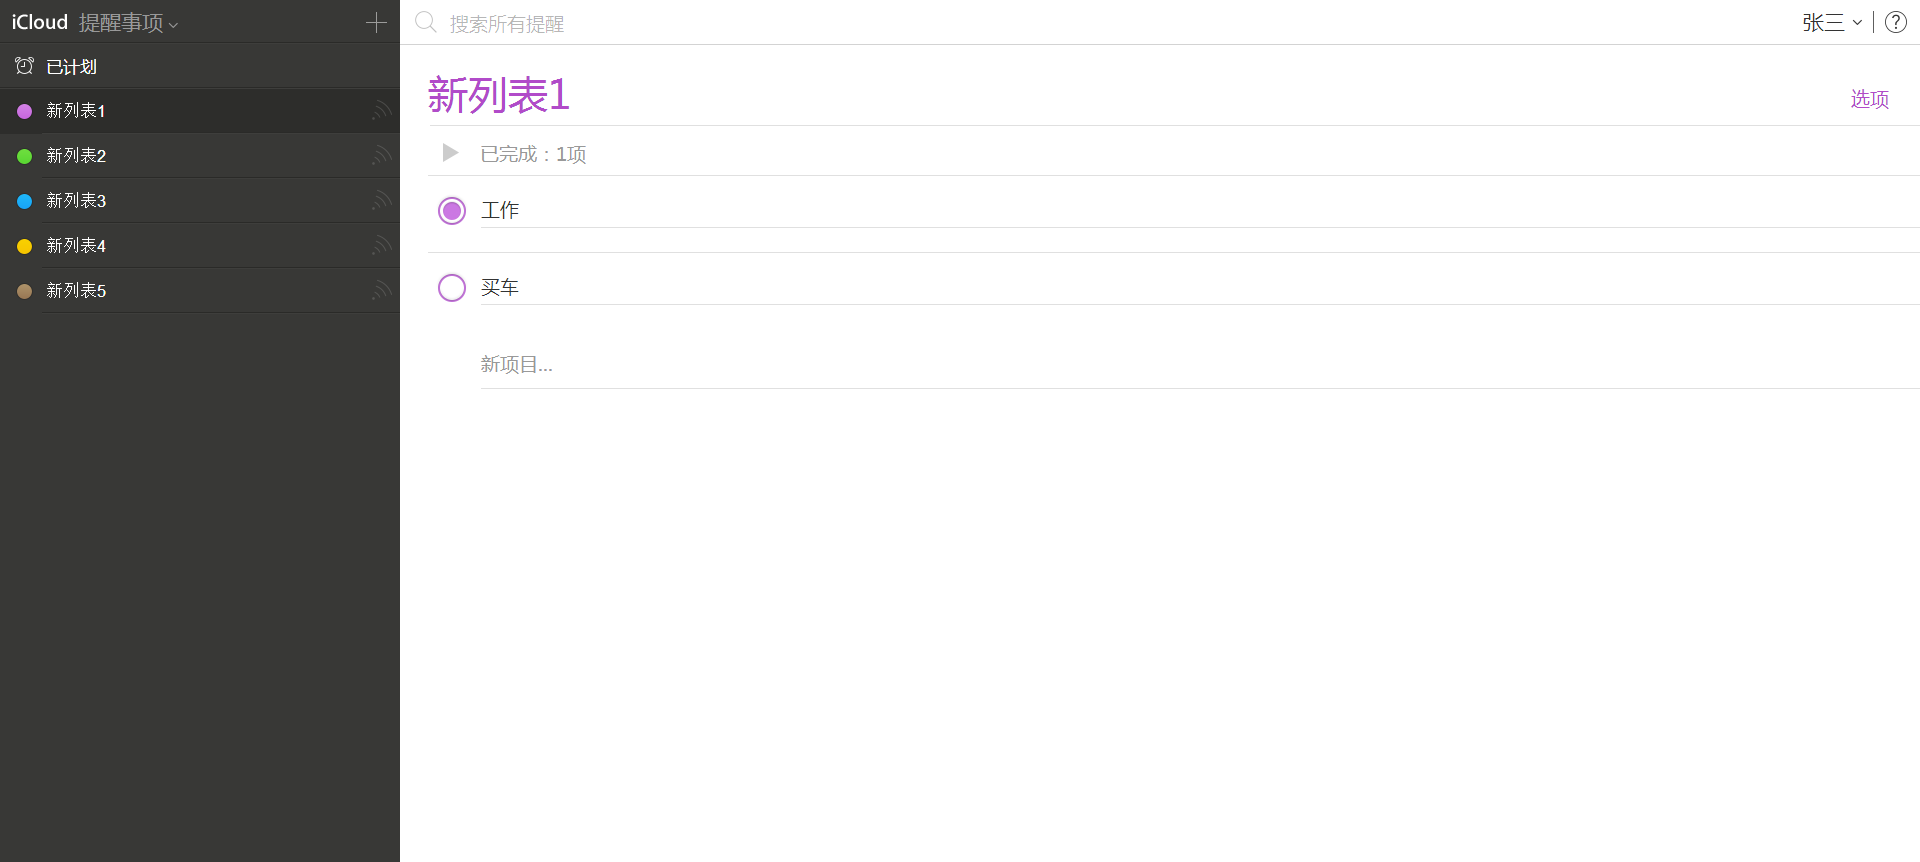 iCloud 提醒事项
已计划
新列表1
新列表2
新列表3
新列表4
新列表5
搜索所有提醒
张三
?
新列表1
选项
已完成：1项
工作
买车
新项目...